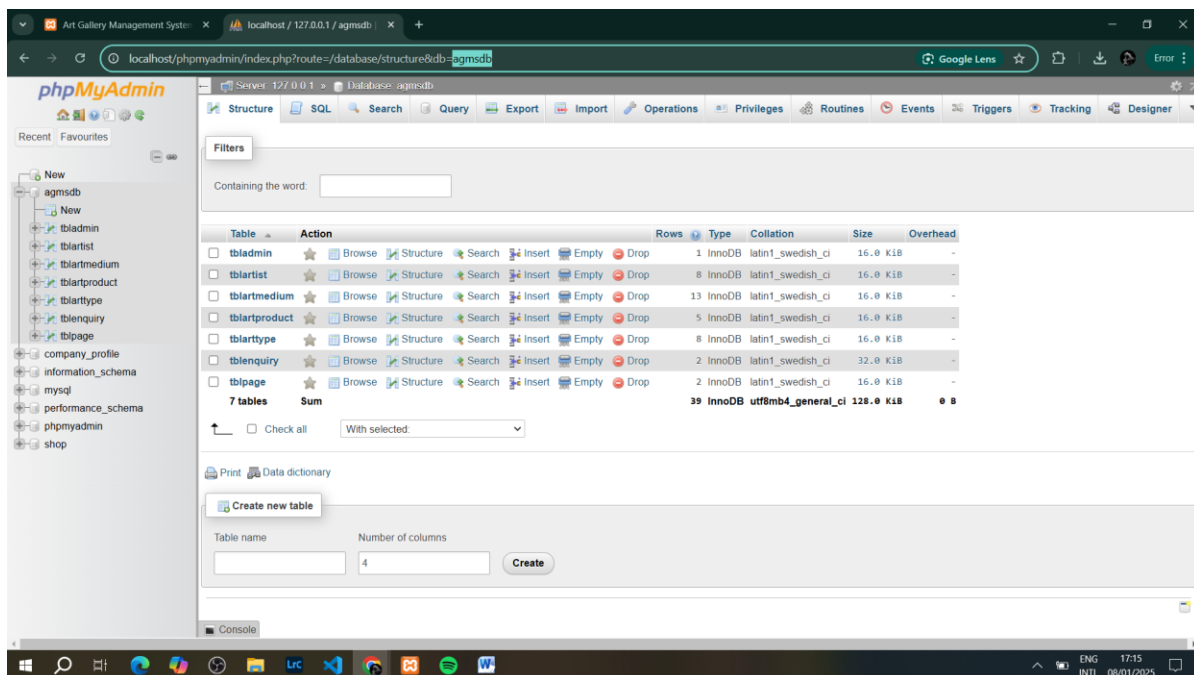 Art Gallery Management System
localhost / 127.0.0.1 / agmsdb |
localhost/phpmyadmin/index.php?route=/database/structure&db=agmsdb
Google Lens
Error
phpMyAdmin
Recent Favourites
New
agmsdb
New
tbladmin
tblartist
tblartmedium
tblartproduct
tblarttype
tblenquiry
tblpage
company_profile
information_schema
mysql
performance_schema
phpmyadmin
shop
Server: 127.0.0.1 » Database: agmsdb
Structure SQL Search Query Export Import Operations Privileges Routines Events Triggers Tracking Designer
Filters
Containing the word:
Table Action Rows Type Collation Size Overhead
tbladmin Browse Structure Search Insert Empty Drop 1 InnoDB latin1_swedish_ci 16.0 KiB -
tblartist Browse Structure Search Insert Empty Drop 8 InnoDB latin1_swedish_ci 16.0 KiB -
tblartmedium Browse Structure Search Insert Empty Drop 13 InnoDB latin1_swedish_ci 16.0 KiB -
tblartproduct Browse Structure Search Insert Empty Drop 5 InnoDB latin1_swedish_ci 16.0 KiB -
tblarttype Browse Structure Search Insert Empty Drop 8 InnoDB latin1_swedish_ci 16.0 KiB -
tblenquiry Browse Structure Search Insert Empty Drop 2 InnoDB latin1_swedish_ci 32.0 KiB -
tblpage Browse Structure Search Insert Empty Drop 2 InnoDB latin1_swedish_ci 16.0 KiB -
7 tables Sum 39 InnoDB utf8mb4_general_ci 128.0 KiB 0 B
Check all With selected:
Print Data dictionary
Create new table
Table name Number of columns
4 Create
Console
Lrc
ENG 17:15
INTL 08/01/2025